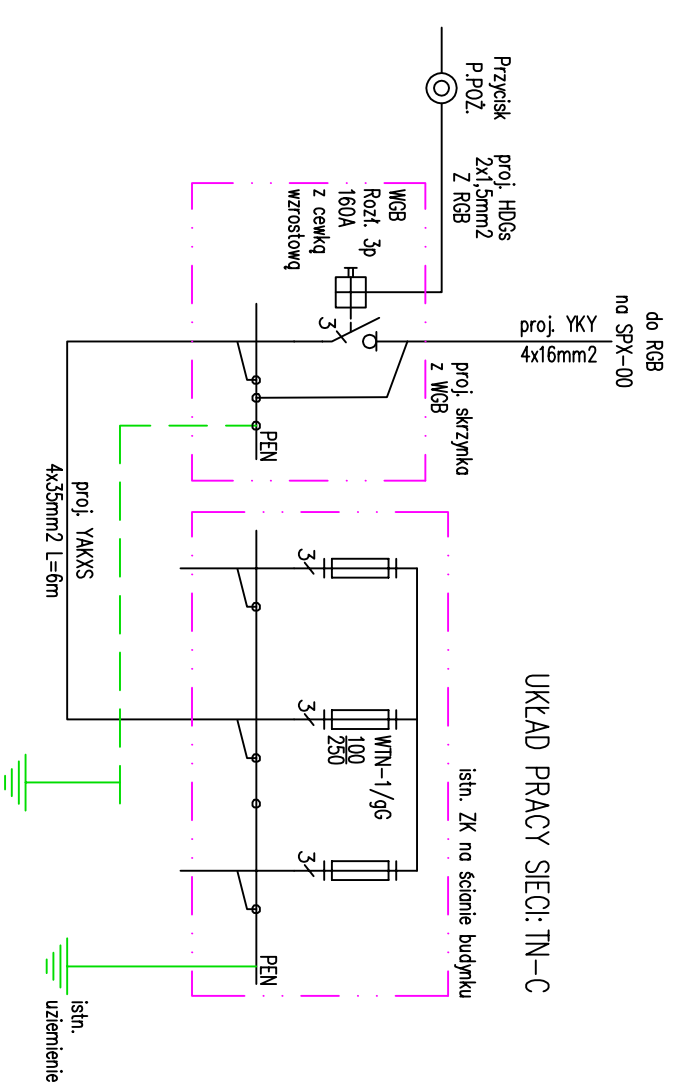 Przycisk
P.POŻ.
proj. HDGs
2x1,5mm2
Z RGB
WGB
Rozł. 3p
160A
z cewką
wzrostową
3
do RGB
na SPX-00
proj. YKY
4x16mm2
proj. skrzynka
z WGB
PEN
proj. YAKXS
4x35mm2 L=6m
UKŁAD PRACY SIECI: TN-C
istn. ZK na ścianie budynku
3
3
WTN-1/gG
100
250
3
PEN
istn.
uziemienie